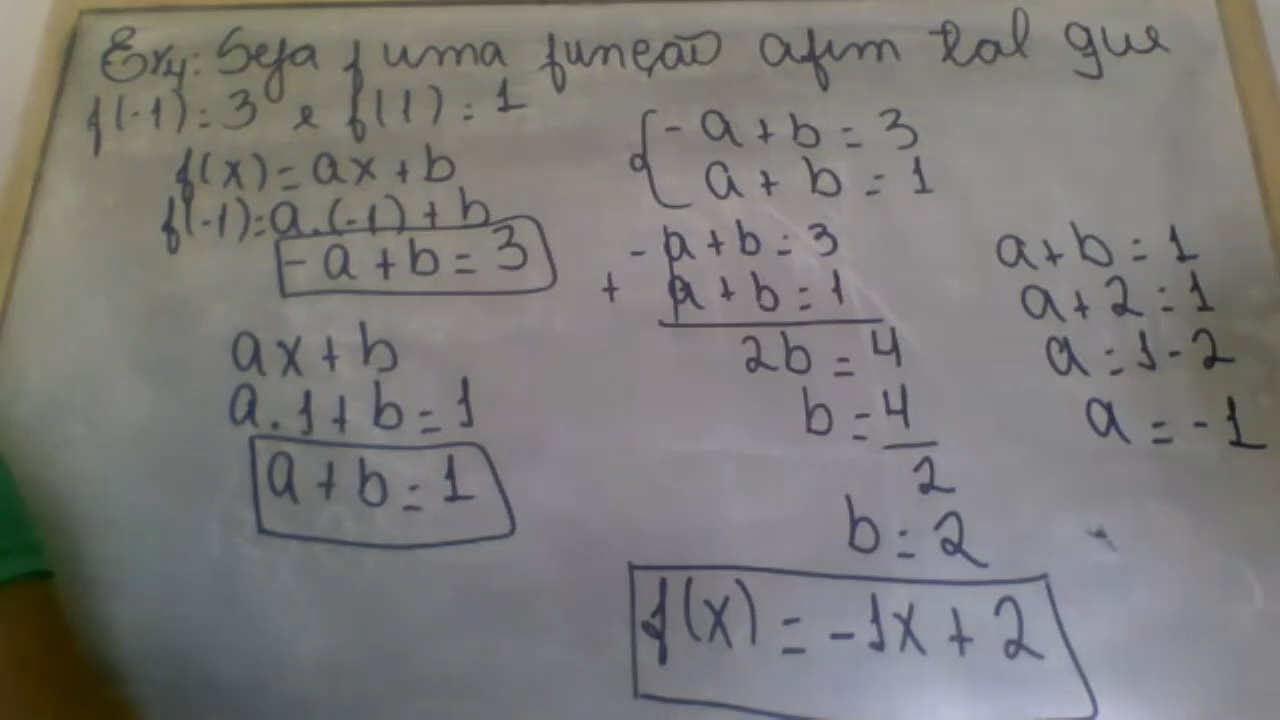 Ex4: Seja f uma função afim tal que
f(-1) = 3 e f(1) = 1
f(x) = ax + b
f(-1) = a.(-1) + b
-a + b = 3
ax + b
a.1 + b = 1
a + b = 1
{ -a + b = 3
a + b = 1
-a + b = 3
+ a + b = 1
2b = 4
b = 4
2
b = 2
a + b = 1
a + 2 = 1
a = 1 - 2
a = -1
f(x) = -1x + 2